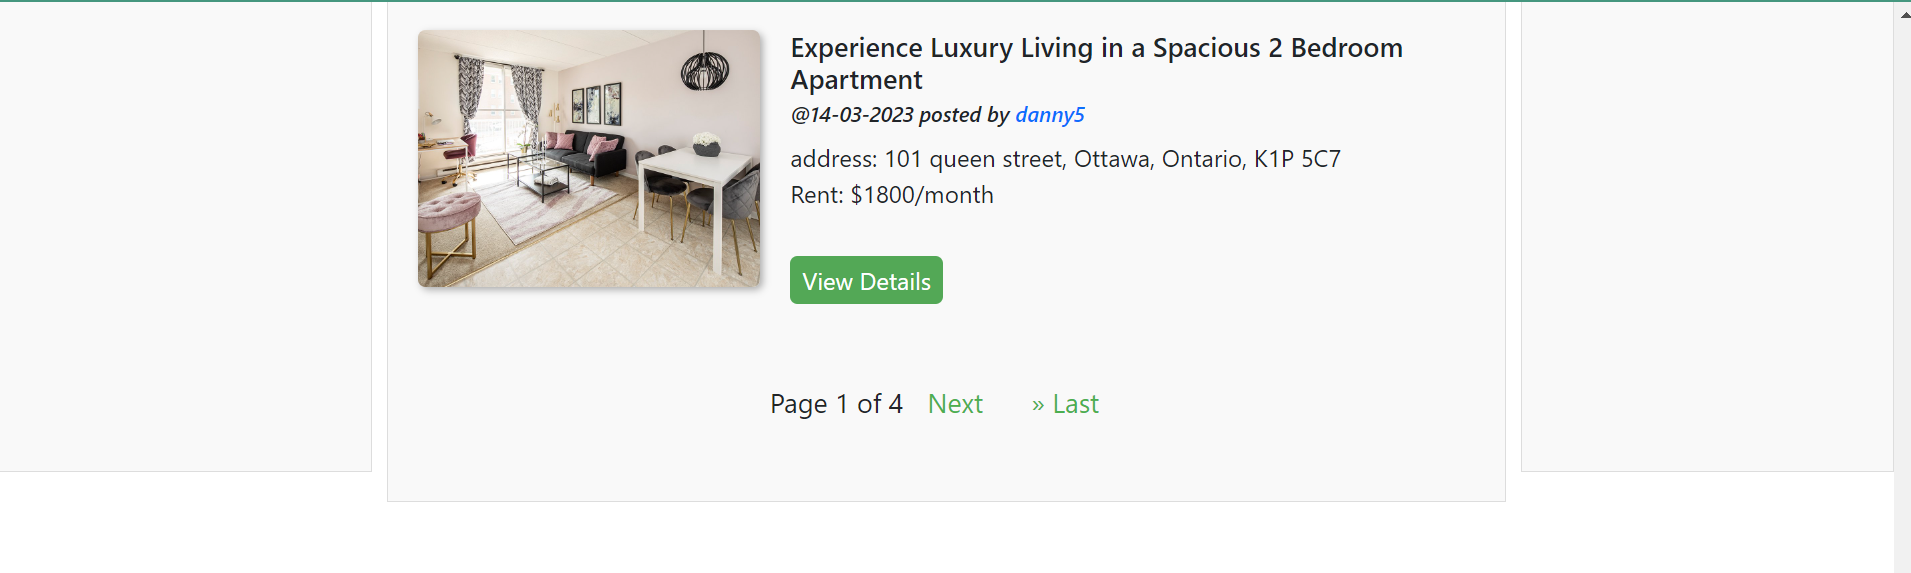 Experience Luxury Living in a Spacious 2 Bedroom
Apartment
@14-03-2023 posted by danny5
address: 101 queen street, Ottawa, Ontario, K1P 5C7
Rent: $1800/month
View Details
Page 1 of 4 Next » Last